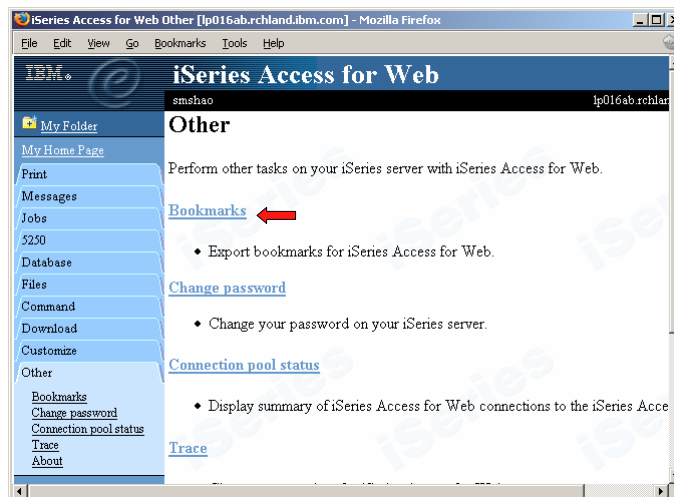 iSeries Access for Web Other [lp016ab.rchland.ibm.com] - Mozilla Firefox
File Edit View Go Bookmarks Tools Help
IBM® e iSeries Access for Web
smshao lp016ab.rchlan
My Folder
My Home Page
Print
Messages
Jobs
5250
Database
Files
Command
Download
Customize
Other
Bookmarks
Change password
Connection pool status
Trace
About
Other
Perform other tasks on your iSeries server with iSeries Access for Web.
Bookmarks
• Export bookmarks for iSeries Access for Web.
Change password
• Change your password on your iSeries server.
Connection pool status
• Display summary of iSeries Access for Web connections to the iSeries Acce
Trace
iSeries
iSeries
iSeries
iSeries
iSeries